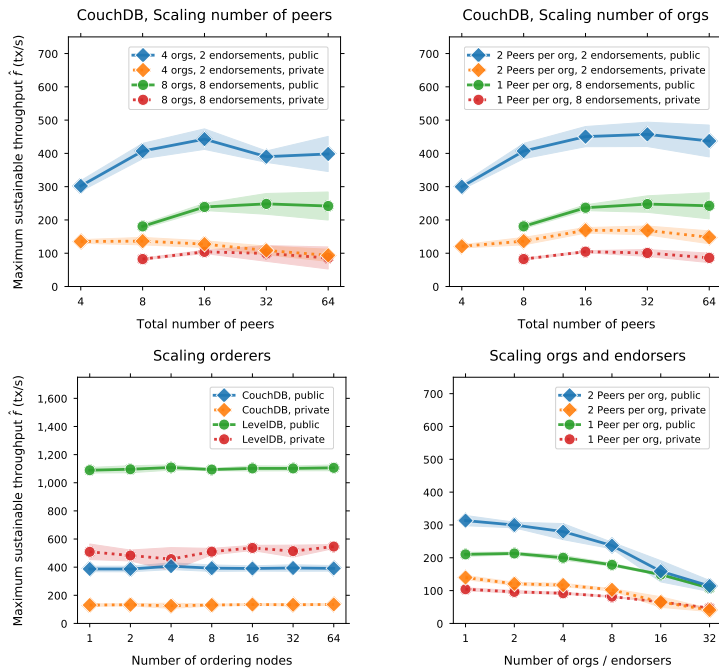 CouchDB, Scaling number of peers
Maximum sustainable throughput f̂ (tx/s)
700
600
500
400
300
200
100
0
4 orgs, 2 endorsements, public
4 orgs, 2 endorsements, private
8 orgs, 8 endorsements, public
8 orgs, 8 endorsements, private
4 8 16 32 64
Total number of peers
CouchDB, Scaling number of orgs
700
600
500
400
300
200
100
0
2 Peers per org, 2 endorsements, public
2 Peers per org, 2 endorsements, private
1 Peer per org, 8 endorsements, public
1 Peer per org, 8 endorsements, private
4 8 16 32 64
Total number of peers
Scaling orderers
Maximum sustainable throughput f̂ (tx/s)
1,600
1,400
1,200
1,000
800
600
400
200
0
CouchDB, public
CouchDB, private
LevelDB, public
LevelDB, private
1 2 4 8 16 32 64
Number of ordering nodes
Scaling orgs and endorsers
700
600
500
400
300
200
100
0
2 Peers per org, public
2 Peers per org, private
1 Peer per org, public
1 Peer per org, private
1 2 4 8 16 32
Number of orgs / endorsers